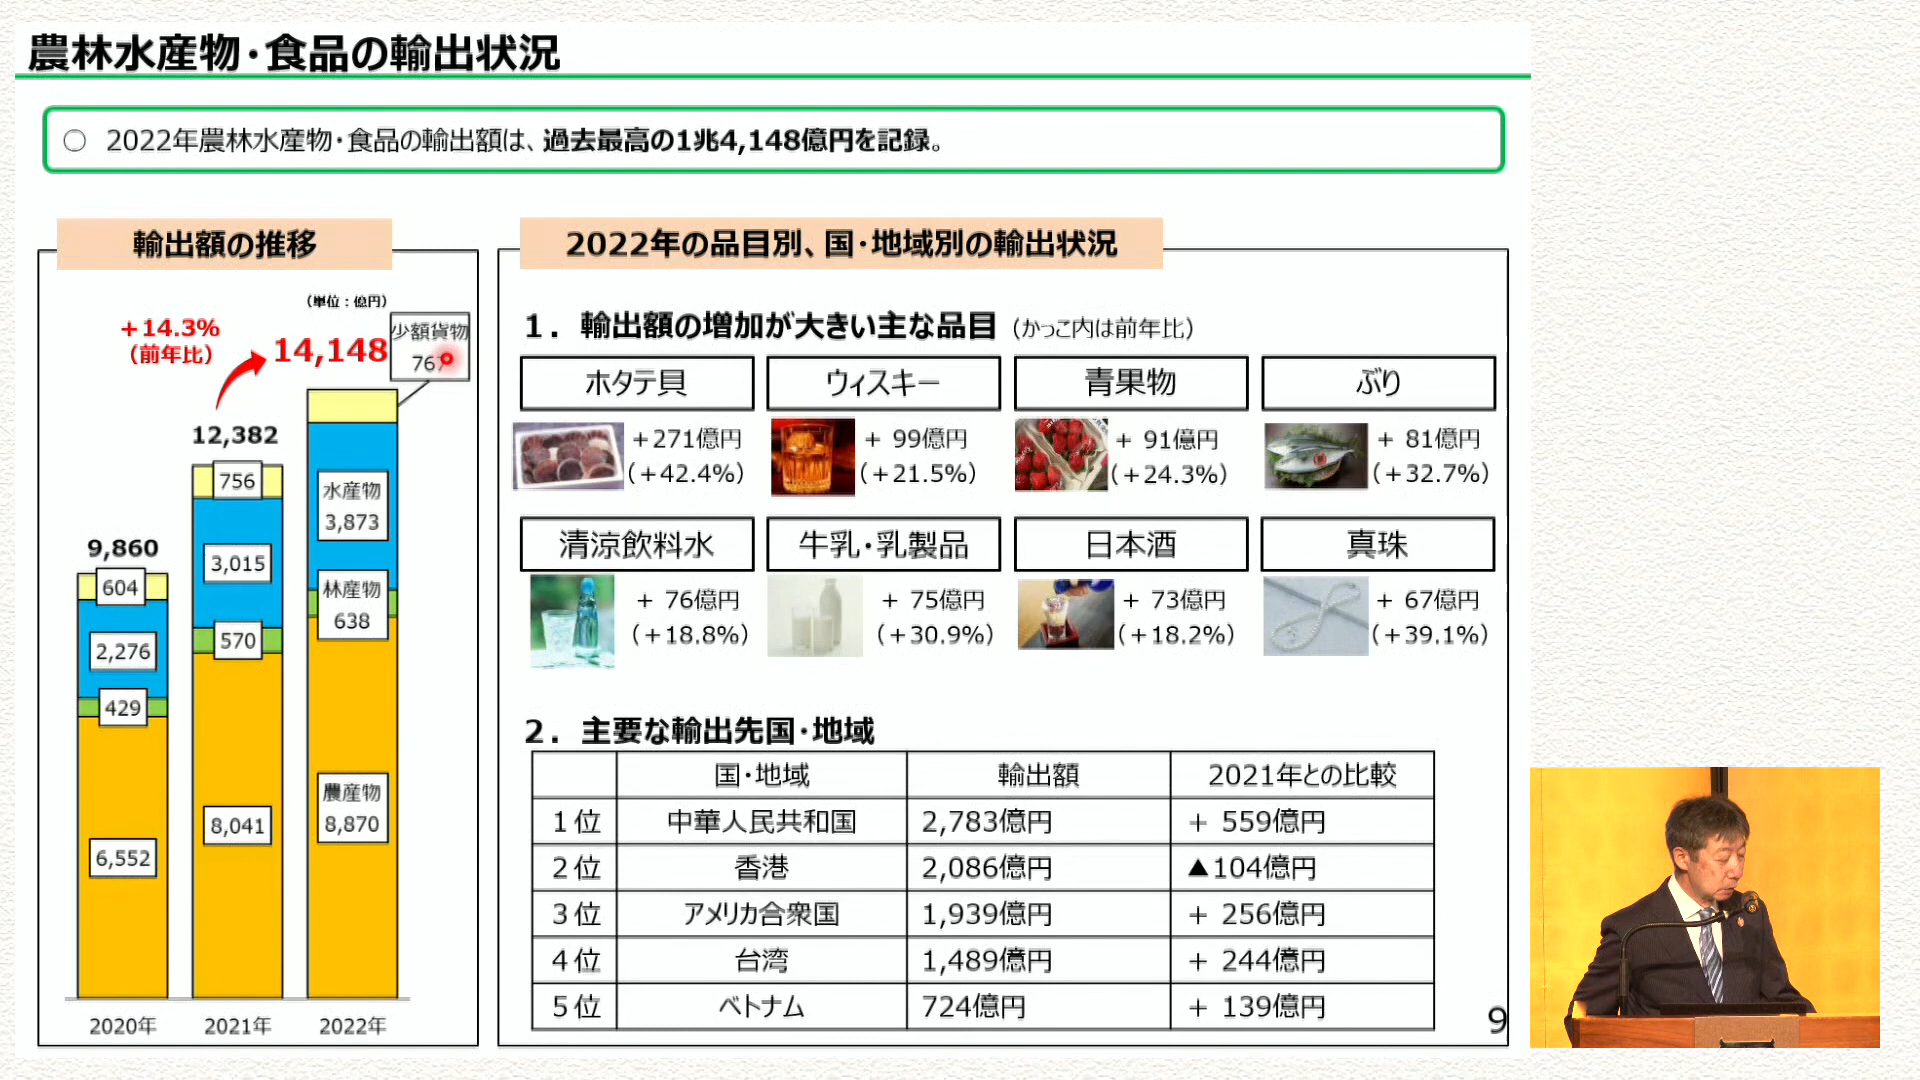 農林水産物・食品の輸出状況
○ 2022年農林水産物・食品の輸出額は、過去最高の1兆4,148億円を記録。
輸出額の推移
(単位：億円)
＋14.3%
(前年比)
14,148
少額貨物
767
12,382
756
水産物
3,873
9,860
3,015
604
林産物
638
570
2,276
429
農産物
8,870
8,041
6,552
2020年 2021年 2022年
2022年の品目別、国・地域別の輸出状況
１．輸出額の増加が大きい主な品目 (かっこ内は前年比)
ホタテ貝 ウィスキー 青果物 ぶり
＋271億円 ＋ 99億円 ＋ 91億円 ＋ 81億円
(＋42.4%) (＋21.5%) (＋24.3%) (＋32.7%)
清涼飲料水 牛乳・乳製品 日本酒 真珠
＋ 76億円 ＋ 75億円 ＋ 73億円 ＋ 67億円
(＋18.8%) (＋30.9%) (＋18.2%) (＋39.1%)
２．主要な輸出先国・地域
国・地域 輸出額 2021年との比較
１位 中華人民共和国 2,783億円 ＋ 559億円
２位 香港 2,086億円 ▲104億円
３位 アメリカ合衆国 1,939億円 ＋ 256億円
４位 台湾 1,489億円 ＋ 244億円
５位 ベトナム 724億円 ＋ 139億円
9